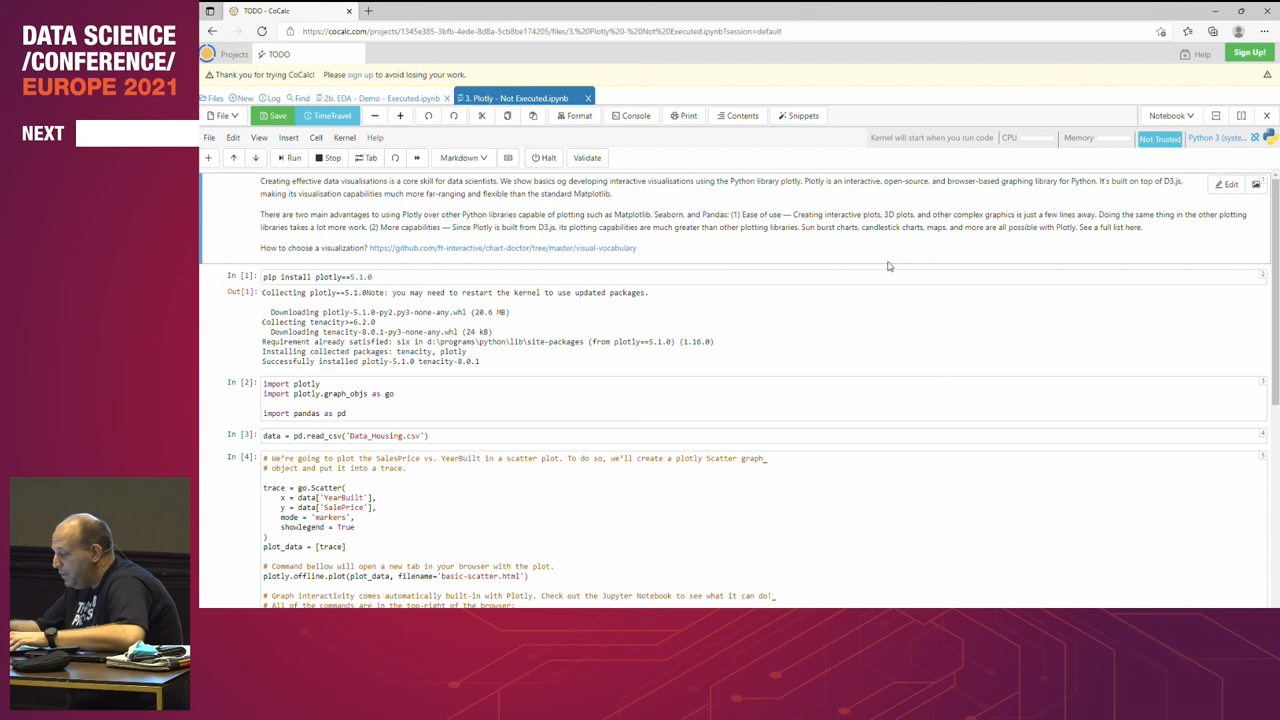 DATA SCIENCE
/CONFERENCE/
EUROPE 2021
NEXT
TODO - CoCalc
https://cocalc.com/projects/1345e385-3bfb-4ede-8d8a-5cb8be174205/files/3.%20Plotly%20-%20Not%20Executed.ipynb?session=default
Projects
TODO
Help
Sign Up!
Thank you for trying CoCalc! Please sign up to avoid losing your work.
Files New Log Find 2b. EDA - Demo - Executed.ipynb 3. Plotly - Not Executed.ipynb
File Save TimeTravel Format Console Print Contents Snippets Notebook
File Edit View Insert Cell Kernel Help Kernel will start when you run code CPU Memory Not Trusted Python 3 (syste...
Run Stop Tab Markdown Halt Validate
Creating effective data visualisations is a core skill for data scientists. We show basics og developing interactive visualisations using the Python library plotly. Plotly is an interactive, open-source, and browser-based graphing library for Python. It's built on top of D3.js,
making its visualisation capabilities much more far-ranging and flexible than the standard Matplotlib.
Edit
1
There are two main advantages to using Plotly over other Python libraries capable of plotting such as Matplotlib. Seaborn, and Pandas: (1) Ease of use — Creating interactive plots, 3D plots, and other complex graphics is just a few lines away. Doing the same thing in the other plotting
libraries takes a lot more work. (2) More capabilities — Since Plotly is built from D3.js, its plotting capabilities are much greater than other plotting libraries. Sun burst charts, candlestick charts, maps, and more are all possible with Plotly. See a full list here.
How to choose a visualization? https://github.com/ft-interactive/chart-doctor/tree/master/visual-vocabulary
In [1]: pip install plotly==5.1.0
2
Out[1]: Collecting plotly==5.1.0Note: you may need to restart the kernel to use updated packages.
Downloading plotly-5.1.0-py2.py3-none-any.whl (20.6 MB)
Collecting tenacity>=6.2.0
Downloading tenacity-8.0.1-py3-none-any.whl (24 kB)
Requirement already satisfied: six in d:\programs\python\lib\site-packages (from plotly==5.1.0) (1.16.0)
Installing collected packages: tenacity, plotly
Successfully installed plotly-5.1.0 tenacity-8.0.1
In [2]: import plotly
3
import plotly.graph_objs as go
import pandas as pd
In [3]: data = pd.read_csv('Data_Housing.csv')
4
In [4]: # We're going to plot the SalesPrice vs. YearBuilt in a scatter plot. To do so, we'll create a plotly Scatter graph_
5
# object and put it into a trace.
trace = go.Scatter(
x = data['YearBuilt'],
y = data['SalePrice'],
mode = 'markers',
showlegend = True
)
plot_data = [trace]
# Command bellow will open a new tab in your browser with the plot.
plotly.offline.plot(plot_data, filename='basic-scatter.html')
# Graph interactivity comes automatically built-in with Plotly. Check out the Jupyter Notebook to see what it can do!_
# All of the commands are in the top-right of the browser: